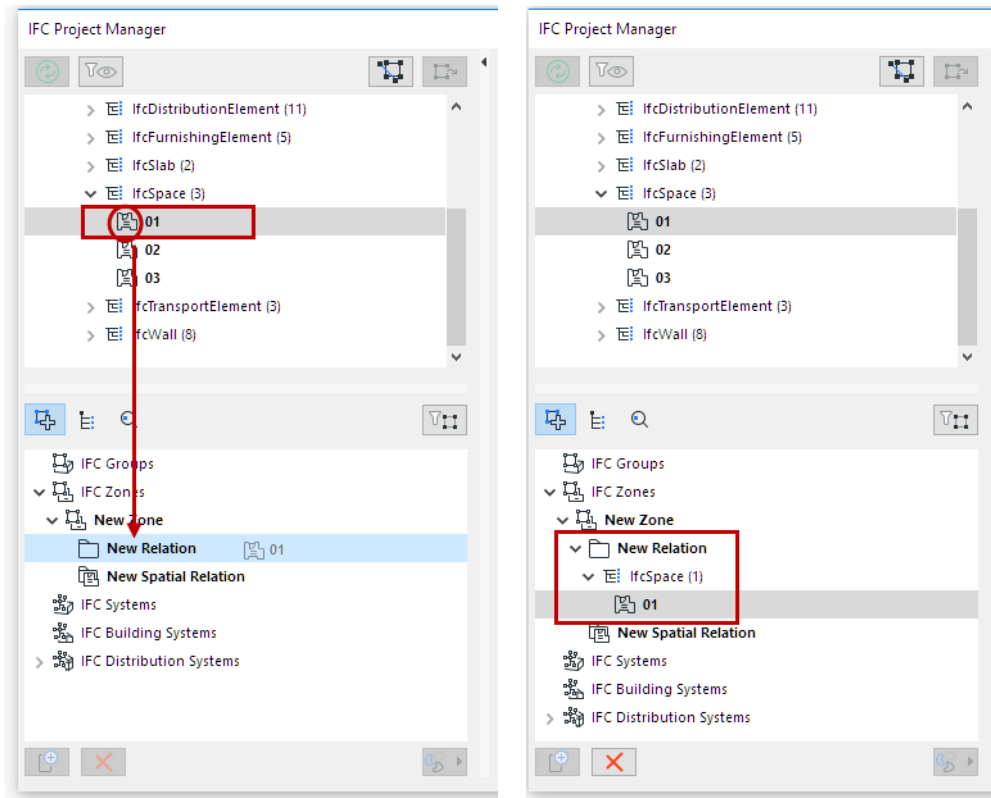 IFC Project Manager
IfcDistributionElement (11)
IfcFurnishingElement (5)
IfcSlab (2)
IfcSpace (3)
01
02
03
IfcTransportElement (3)
IfcWall (8)
IFC Groups
IFC Zones
New Zone
New Relation 01
New Spatial Relation
IFC Systems
IFC Building Systems
IFC Distribution Systems
IFC Project Manager
IfcDistributionElement (11)
IfcFurnishingElement (5)
IfcSlab (2)
IfcSpace (3)
01
02
03
IfcTransportElement (3)
IfcWall (8)
IFC Groups
IFC Zones
New Zone
New Relation
IfcSpace (1)
01
New Spatial Relation
IFC Systems
IFC Building Systems
IFC Distribution Systems